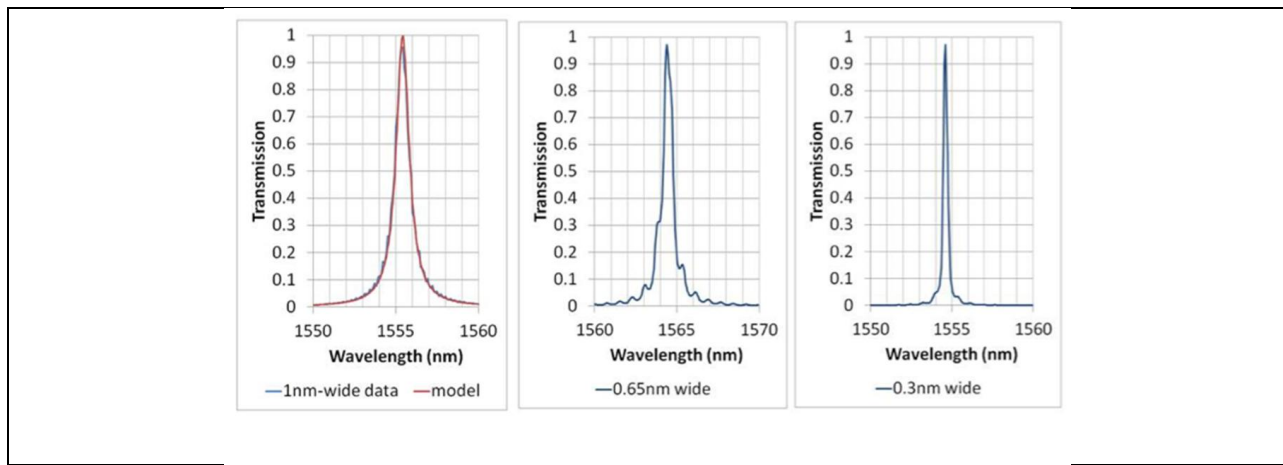 1
0.9
0.8
0.7
0.6
0.5
0.4
0.3
0.2
0.1
0
Transmission
1550 1555 1560
Wavelength (nm)
1nm-wide data model
1
0.9
0.8
0.7
0.6
0.5
0.4
0.3
0.2
0.1
0
Transmission
1560 1565 1570
Wavelength (nm)
0.65nm wide
1
0.9
0.8
0.7
0.6
0.5
0.4
0.3
0.2
0.1
0
Transmission
1550 1555 1560
Wavelength (nm)
0.3nm wide